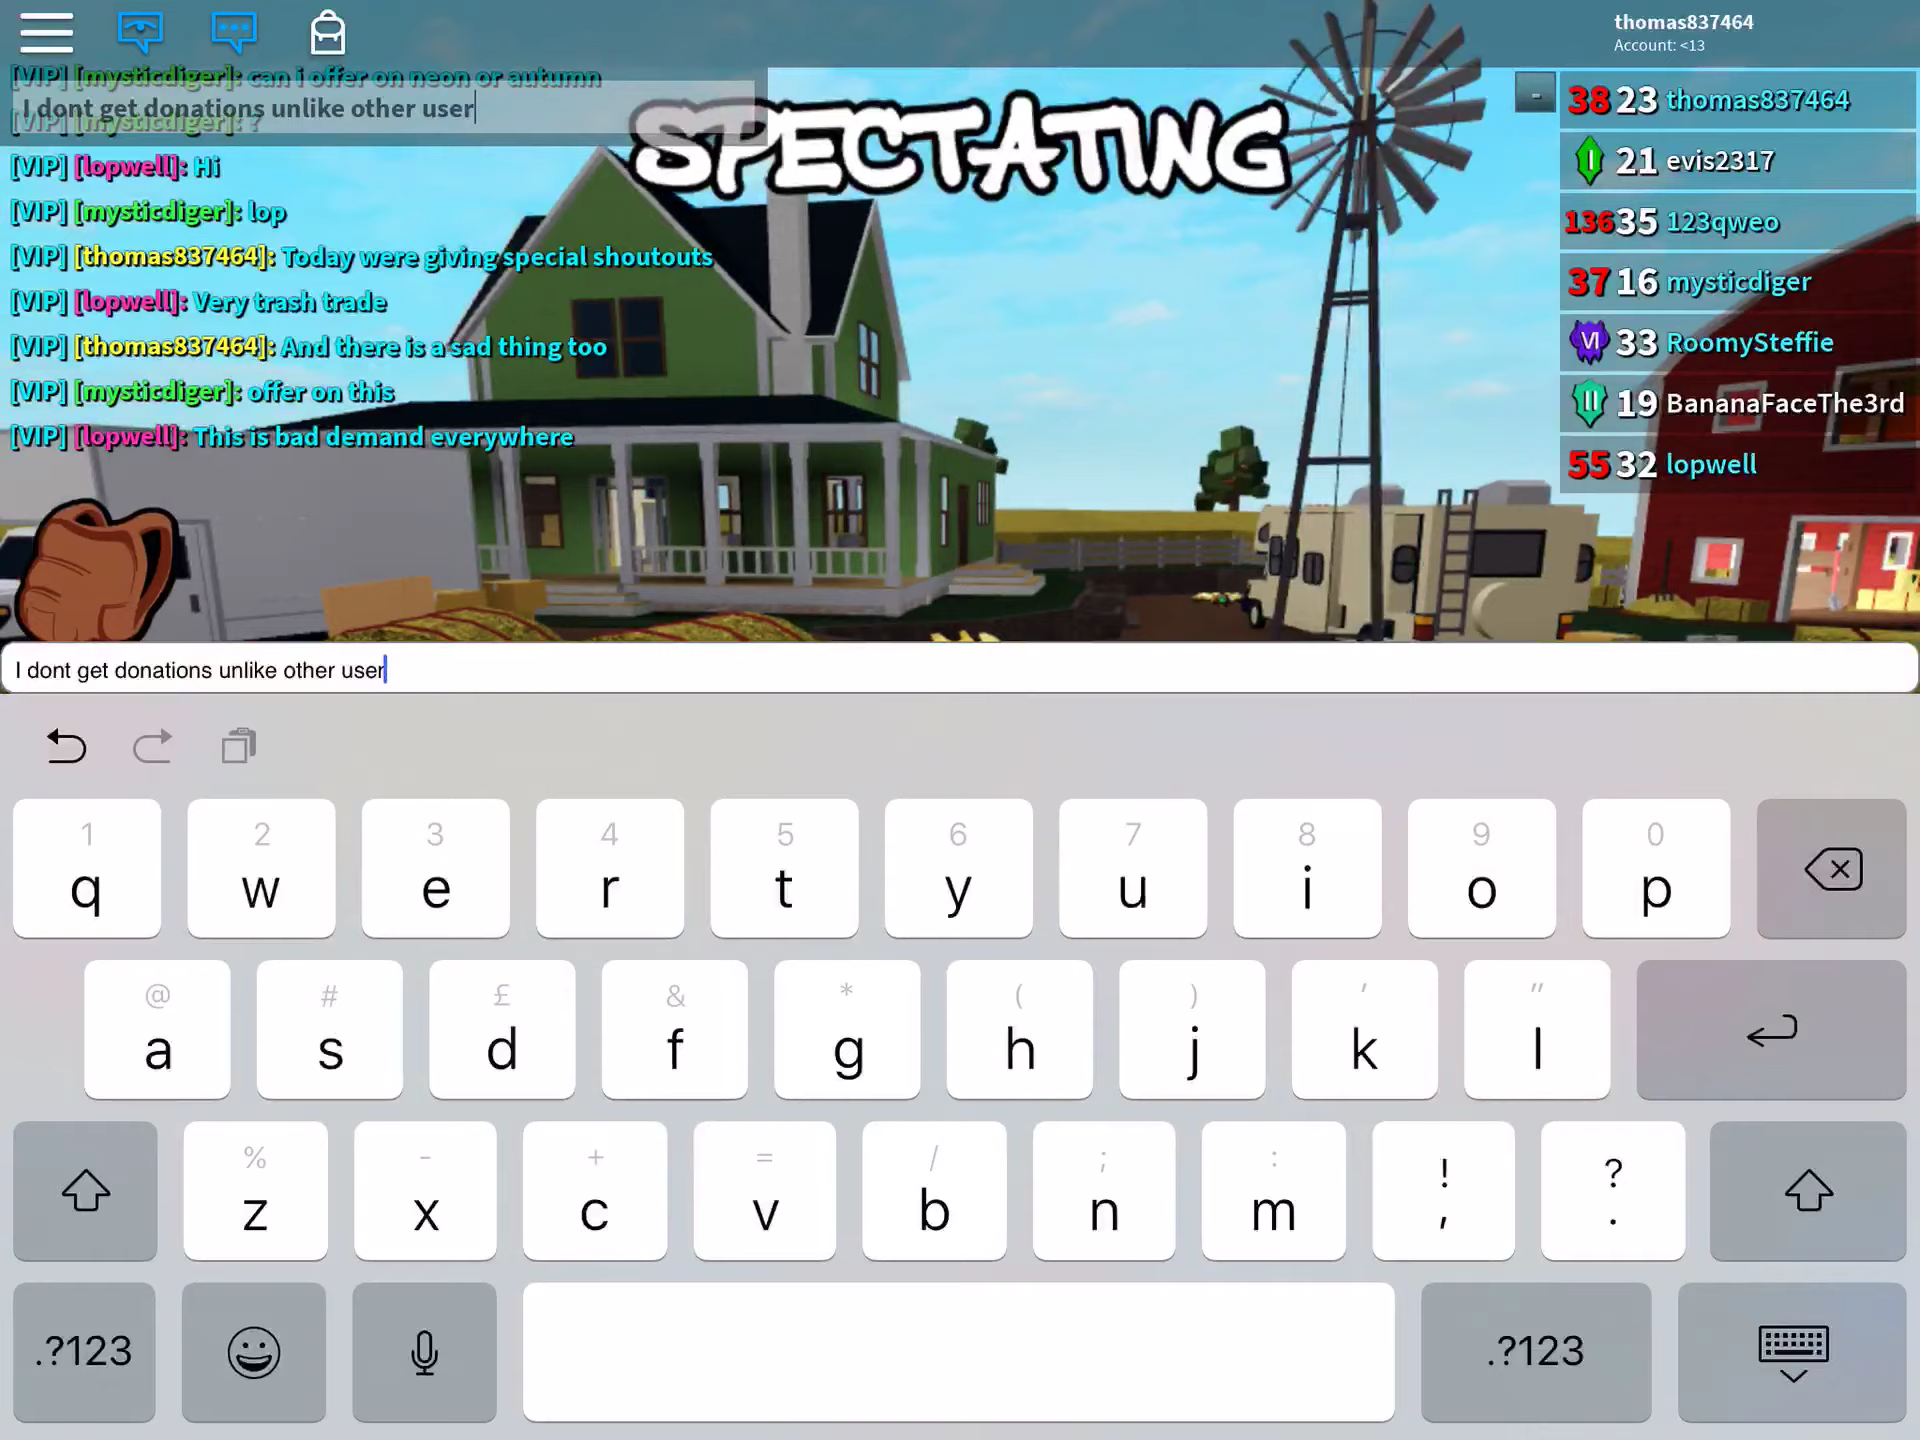 thomas837464
Account: <13
[VIP] [mysticdiger]: can i offer on neon or autumn
I dont get donations unlike other user
[VIP] [mysticdiger]: ?
[VIP] [lopwell]: Hi
[VIP] [mysticdiger]: lop
[VIP] [thomas837464]: Today were giving special shoutouts
[VIP] [lopwell]: Very trash trade
[VIP] [thomas837464]: And there is a sad thing too
[VIP] [mysticdiger]: offer on this
[VIP] [lopwell]: This is bad demand everywhere
SPECTATING
-
38 23 thomas837464
I 21 evis2317
136 35 123qweo
37 16 mysticdiger
VI 33 RoomySteffie
II 19 BananaFaceThe3rd
55 32 lopwell
I dont get donations unlike other user
1 2 3 4 5 6 7 8 9 0
q w e r t y u i o p
@ # £ & * ( ) ' "
a s d f g h j k l
% - + = / ; : ! ?
z x c v b n m , .
.?123 .?123